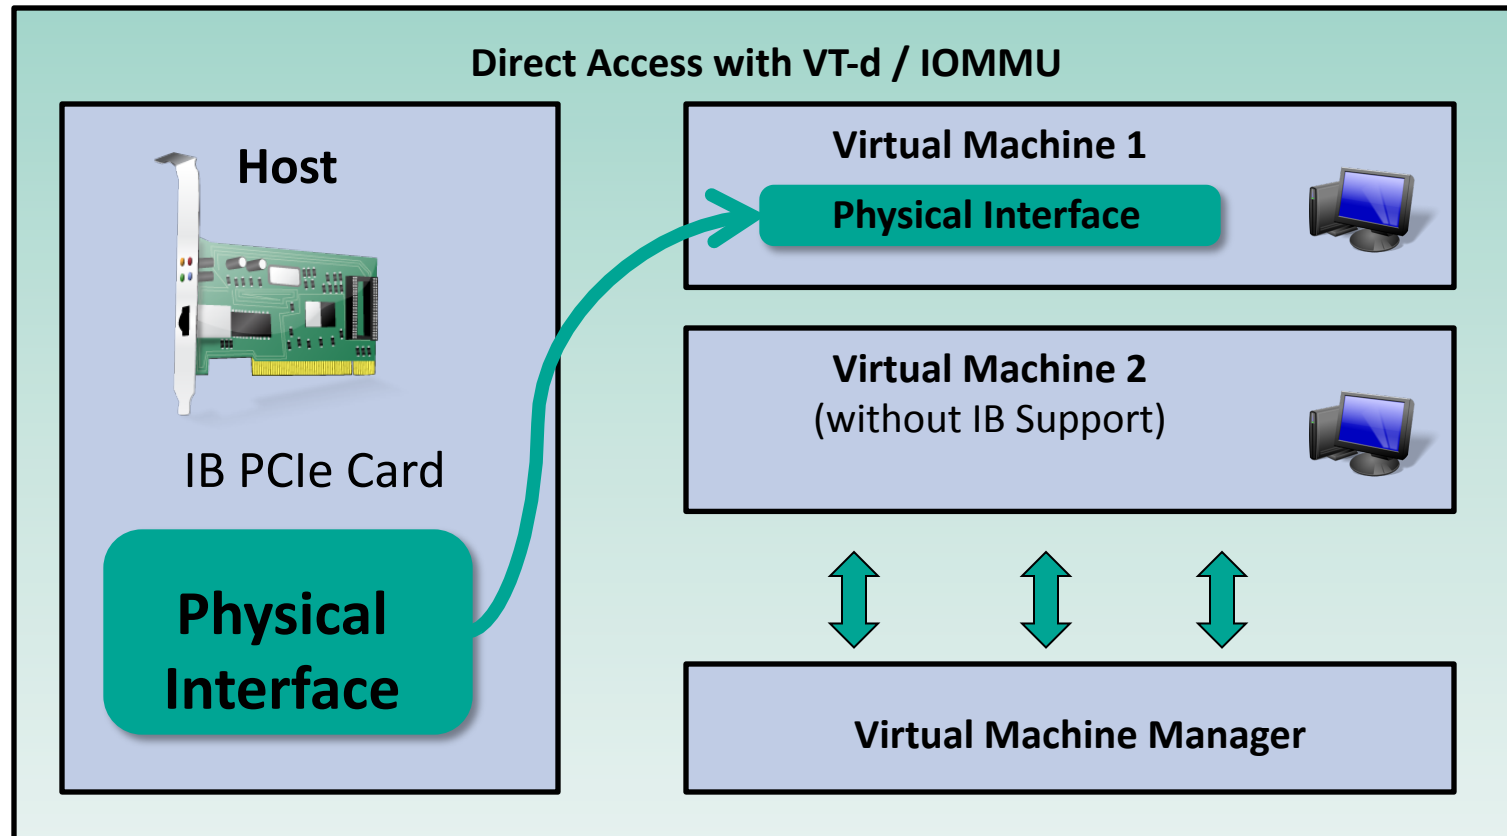 Direct Access with VT-d / IOMMU
Host
IB PCIe Card
Physical
Interface
Virtual Machine 1
Physical Interface
Virtual Machine 2
(without IB Support)
Virtual Machine Manager